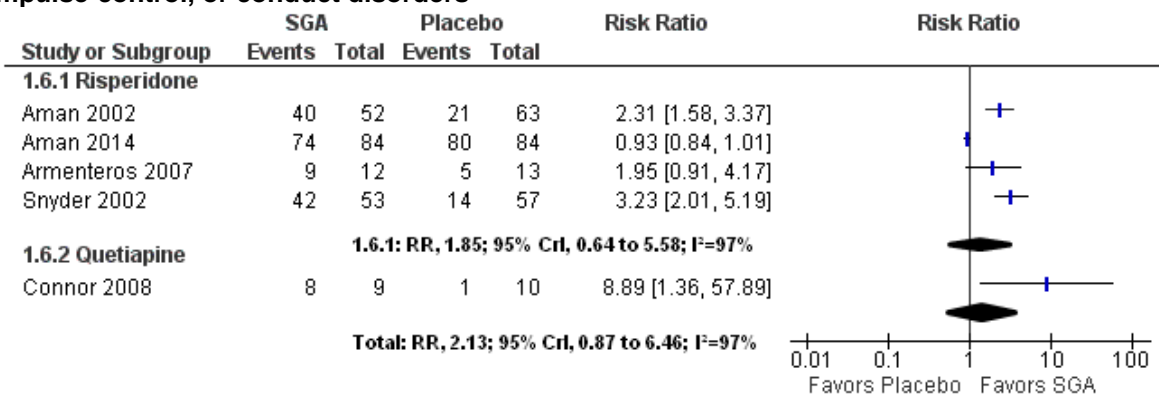 impulse control, or conduct disorders
SGA Placebo Risk Ratio Risk Ratio
Study or Subgroup Events Total Events Total
1.6.1 Risperidone
Aman 2002 40 52 21 63 2.31 [1.58, 3.37]
Aman 2014 74 84 80 84 0.93 [0.84, 1.01]
Armenteros 2007 9 12 5 13 1.95 [0.91, 4.17]
Snyder 2002 42 53 14 57 3.23 [2.01, 5.19]
1.6.1: RR, 1.85; 95% CrI, 0.64 to 5.58; I²=97%
1.6.2 Quetiapine
Connor 2008 8 9 1 10 8.89 [1.36, 57.89]
Total: RR, 2.13; 95% CrI, 0.87 to 6.46; I²=97%
0.01 0.1 1 10 100
Favors Placebo Favors SGA